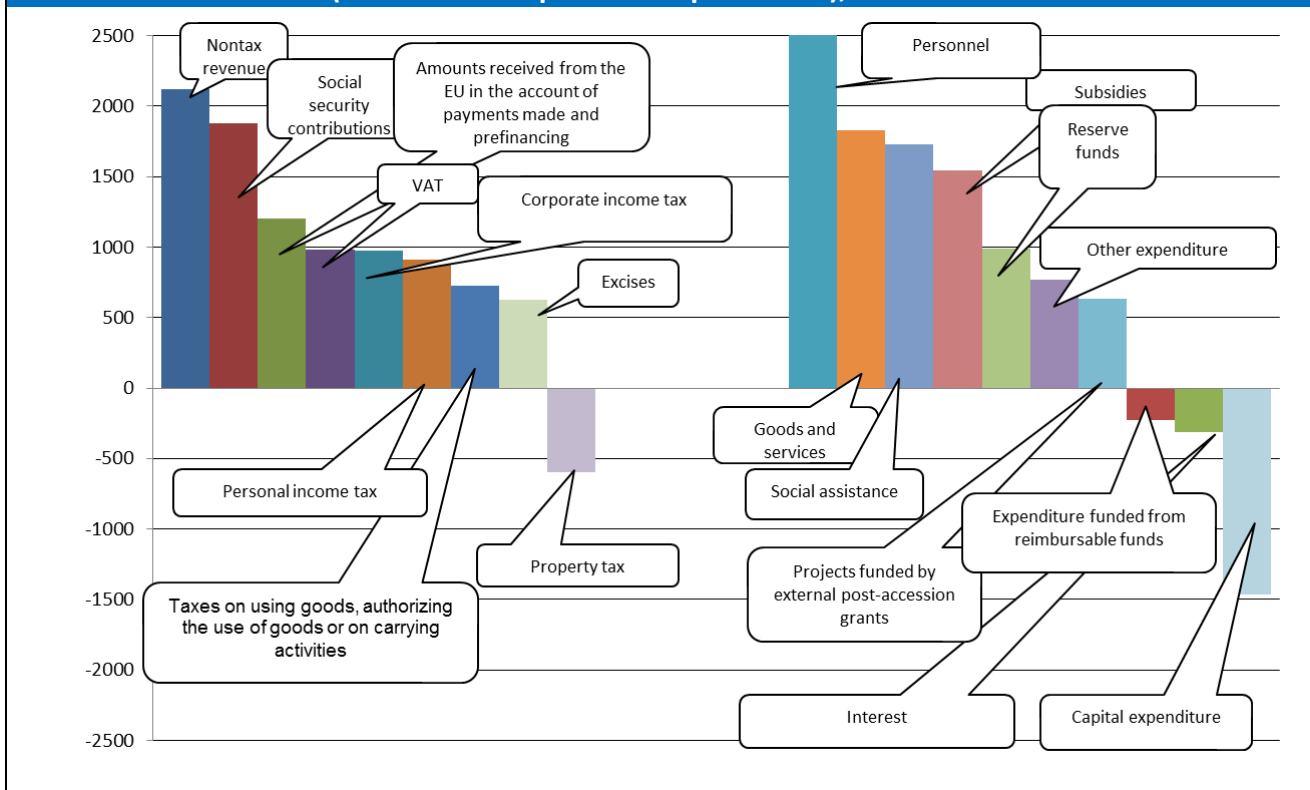 2500
2000
1500
1000
500
0
-500
-1000
-1500
-2000
-2500
Nontax
revenue
Social
security
contributions
Amounts received from the
EU in the account of
payments made and
prefinancing
VAT
Corporate income tax
Excises
Personal income tax
Taxes on using goods, authorizing
the use of goods or on carrying
activities
Property tax
Personnel
Subsidies
Reserve
funds
Other expenditure
Goods and
services
Social assistance
Projects funded by
external post-accession
grants
Expenditure funded from
reimbursable funds
Interest
Capital expenditure